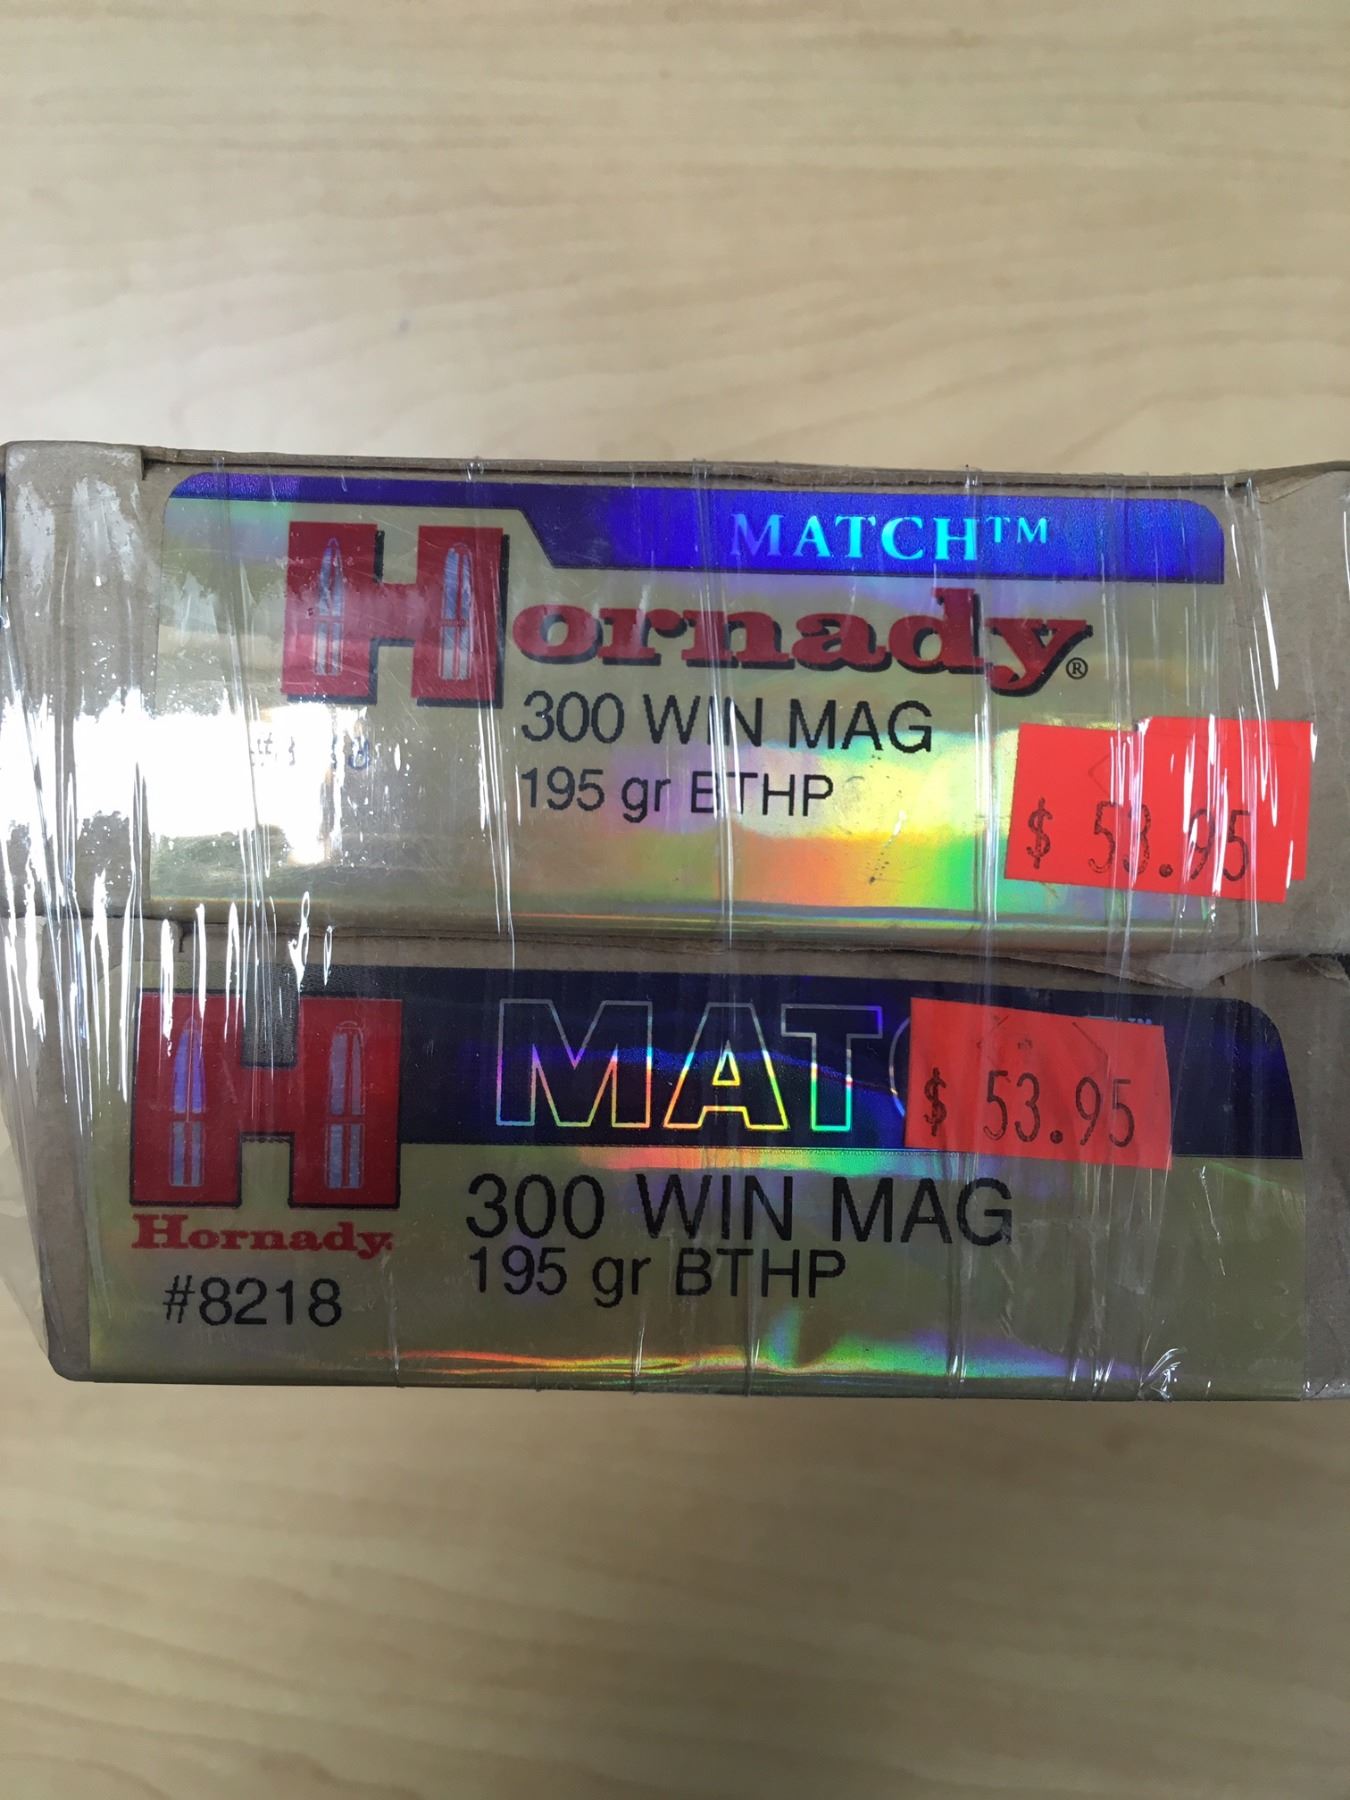 MATCH™
Hornady®
300 WIN MAG
195 gr BTHP
$ 53.95
MAT
$ 53.95
Hornady
300 WIN MAG
195 gr BTHP
#8218